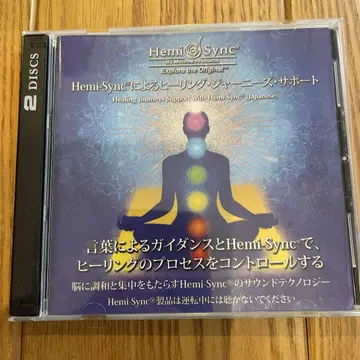 2 DISCS
Hemi Sync®
by Monroe Products
Explore the Original™
Hemi-Sync®によるヒーリング・ジャーニーズ・サポート
Healing Journeys Support with Hemi-Sync® (Japanese)
言葉によるガイダンスとHemi-Sync®で、
ヒーリングのプロセスをコントロールする
脳に調和と集中をもたらすHemi-Sync®のサウンドテクノロジー
Hemi-Sync®製品は運転中には聴かないでください